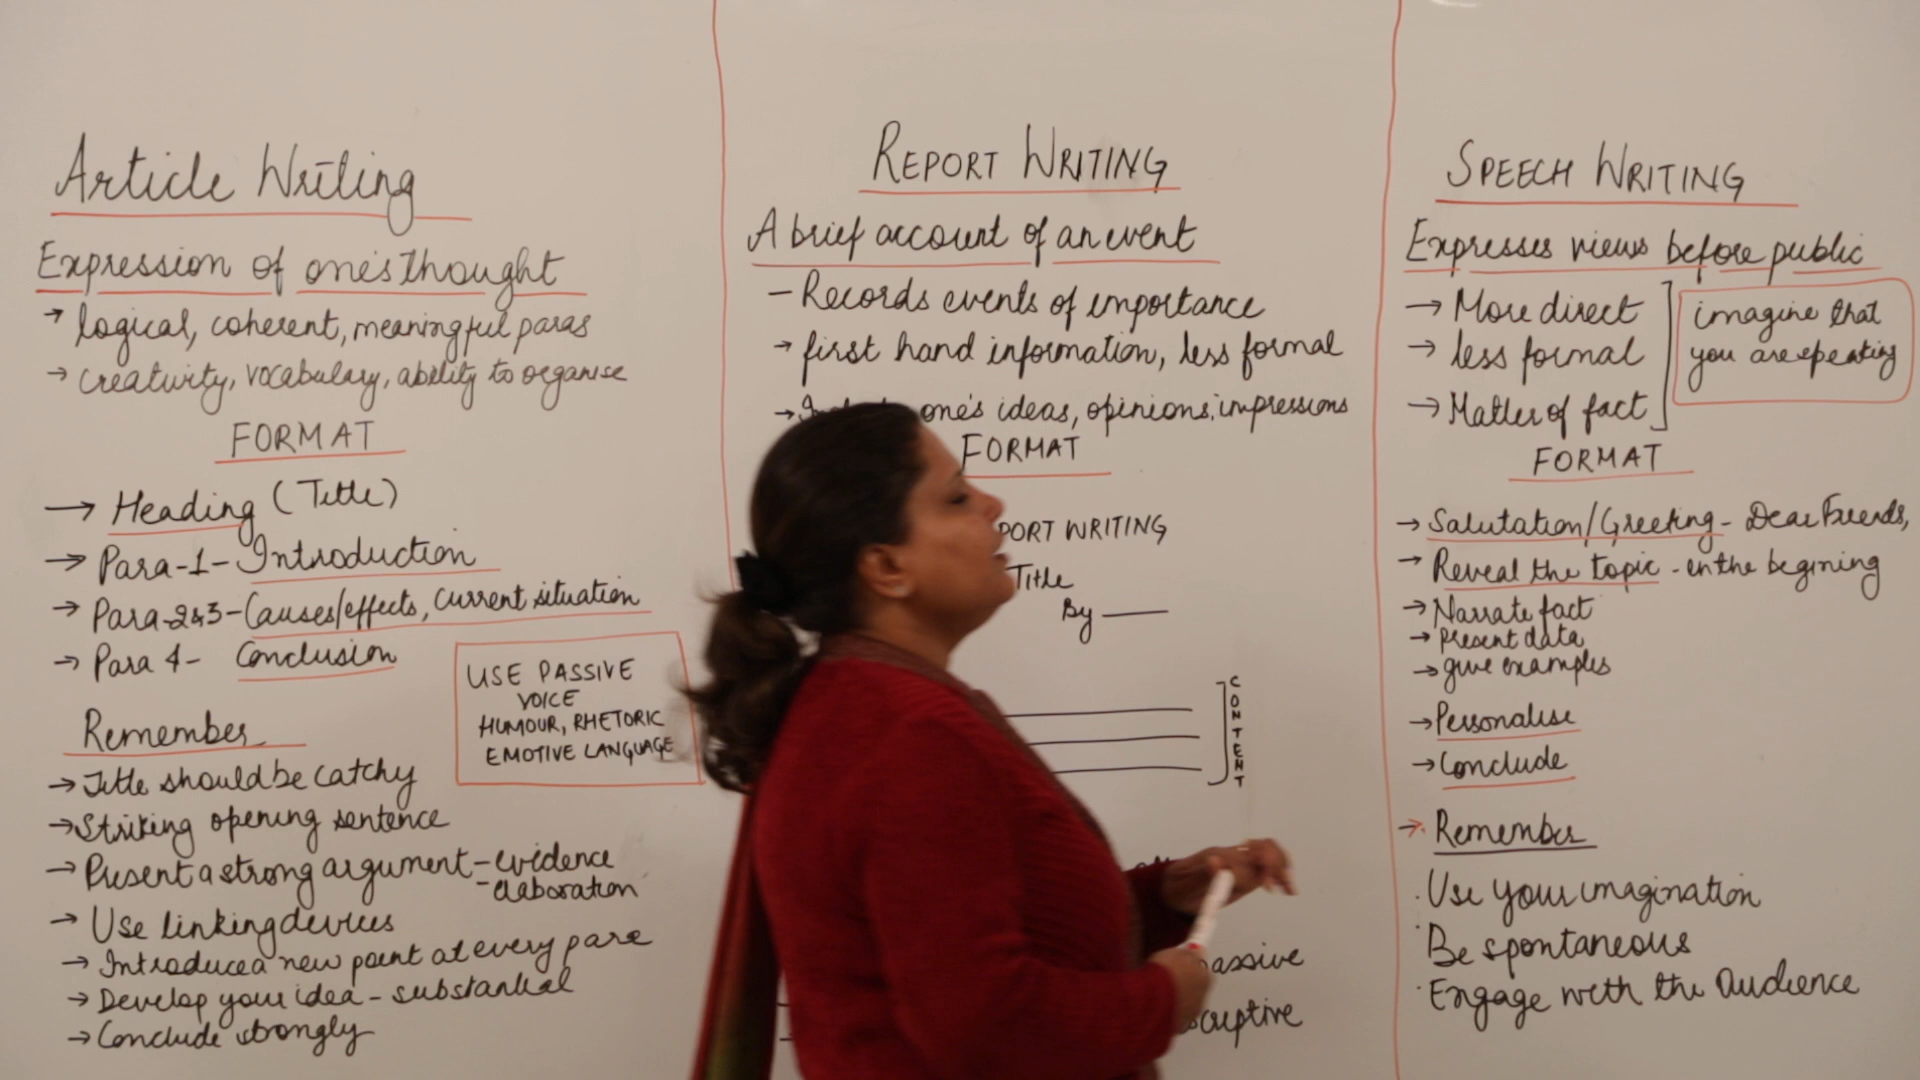 Article Writing
Expression of one's thought
→ logical, coherent, meaningful paras
→ creativity, vocabulary, ability to organise
FORMAT
→ Heading (Title)
→ Para-1- Introduction
→ Para-2&3- Causes/effects, current situation
→ Para 4- Conclusion
USE PASSIVE
VOICE
HUMOUR, RHETORIC
EMOTIVE LANGUAGE
Remember
→ Title should be catchy
→ Striking opening sentence
→ Present a strong argument - evidence
- elaboration
→ Use linking devices
→ Introduce a new point at every para
→ Develop your idea - substantial
→ Conclude strongly
REPORT WRITING
A brief account of an event
- Records events of importance
→ first hand information, less formal
→ one's ideas, opinions, impressions
FORMAT
PORT WRITING
Title
By ——
CONTENT
assive
scriptive
SPEECH WRITING
Expresses views before public
→ More direct
→ less formal
→ Matter of fact
imagine that
you are speaking
FORMAT
→ Salutation/Greeting - Dear Friends,
→ Reveal the topic - in the begining
→ Narrate fact
→ present data
→ give examples
→ Personalise
→ Conclude
→ Remember
. Use your imagination
. Be spontaneous
. Engage with the Audience